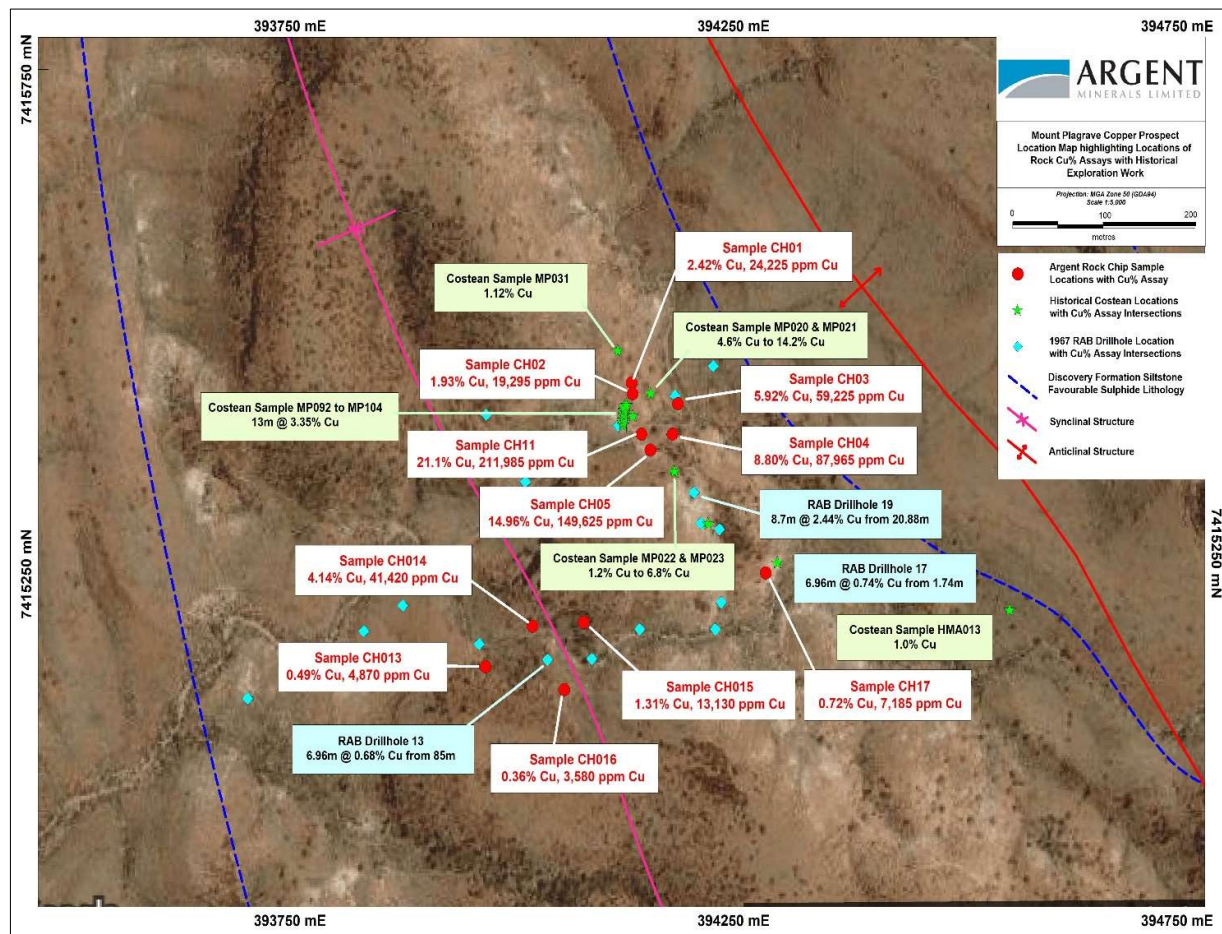 393750 mE
394250 mE
394750 mE
7415750 mN
ARGENT
MINERALS LIMITED
Mount Plagrave Copper Prospect
Location Map highlighting Locations of
Rock Cu% Assays with Historical
Exploration Work
Projection: MGA Zone 50 (GDA94)
Scale 1:5,000
0
100
200
metres
Argent Rock Chip Sample
Locations with Cu% Assay
Historical Costean Locations
with Cu% Assay Intersections
1967 RAB Drillhole Location
with Cu% Assay Intersections
Discovery Formation Siltstone
Favourable Sulphide Lithology
Synclinal Structure
Anticlinal Structure
Sample CH01
2.42% Cu, 24,225 ppm Cu
Costean Sample MP031
1.12% Cu
Costean Sample MP020 & MP021
4.6% Cu to 14.2% Cu
Sample CH02
1.93% Cu, 19,295 ppm Cu
Sample CH03
5.92% Cu, 59,225 ppm Cu
Costean Sample MP092 to MP104
13m @ 3.35% Cu
Sample CH11
21.1% Cu, 211,985 ppm Cu
Sample CH04
8.80% Cu, 87,965 ppm Cu
Sample CH05
14.96% Cu, 149,625 ppm Cu
RAB Drillhole 19
8.7m @ 2.44% Cu from 20.88m
7415250 mN
7415250 mN
Sample CH014
4.14% Cu, 41,420 ppm Cu
Costean Sample MP022 & MP023
1.2% Cu to 6.8% Cu
RAB Drillhole 17
6.96m @ 0.74% Cu from 1.74m
Costean Sample HMA013
1.0% Cu
Sample CH013
0.49% Cu, 4,870 ppm Cu
Sample CH015
1.31% Cu, 13,130 ppm Cu
Sample CH17
0.72% Cu, 7,185 ppm Cu
RAB Drillhole 13
6.96m @ 0.68% Cu from 85m
Sample CH016
0.36% Cu, 3,580 ppm Cu
393750 mE
394250 mE
394750 mE